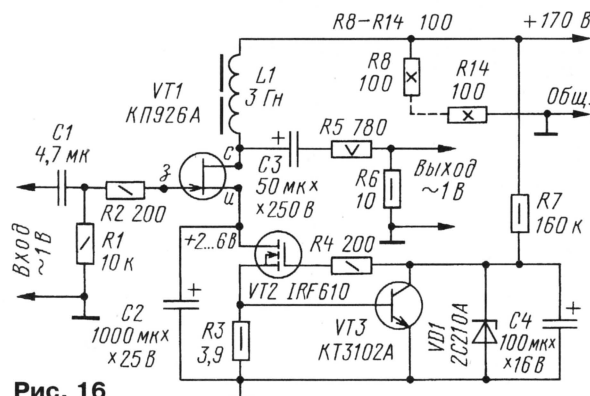 R8-R14 100
+170 В
VT1
КП926А
L1
3 Гн
R8
100
R14
100
Общ.
C1
4,7 мк
з
с
и
+
C3
50 мк×
×250 В
R5 780
Выход
~1 В
R6
10
R7
160 к
R2 200
Вход
~1 В
R1
10 к
+2...6 В
R4 200
VT2 IRF610
C2
1000 мк×
×25 В
+
R3
3,9
VT3
КТ3102А
VD1
2С210А
+
C4
100 мк×
×16 В
Рис. 16